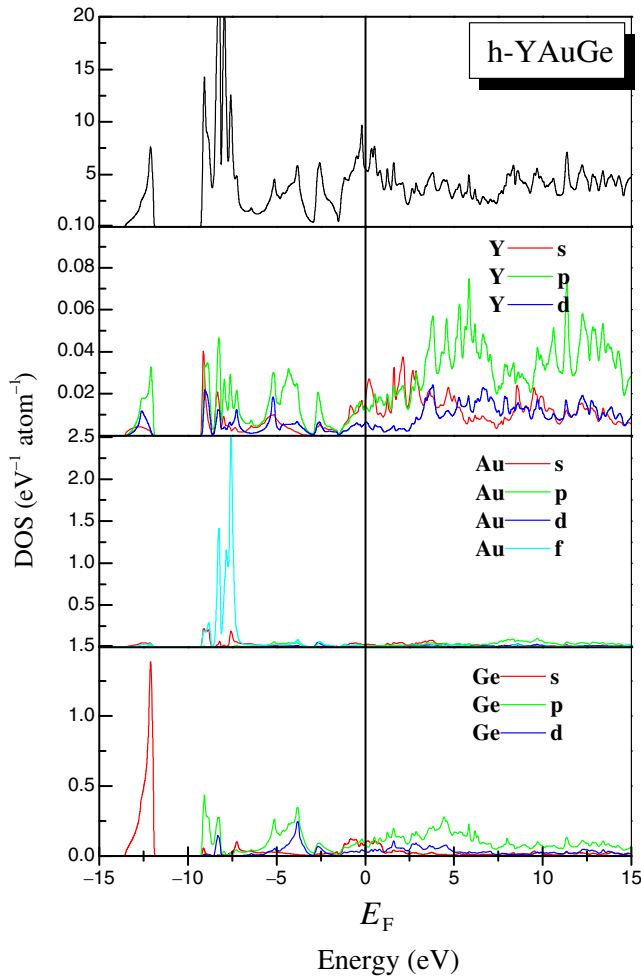 h-YAuGe
20
15
10
5
0.10
Y s
Y p
Y d
0.08
0.06
0.04
0.02
2.5
Au s
Au p
Au d
Au f
2.0
1.5
1.0
0.5
1.5
Ge s
Ge p
Ge d
1.0
0.5
0.0
DOS (eV−1 atom−1)
−15 −10 −5 0 5 10 15
EF
Energy (eV)